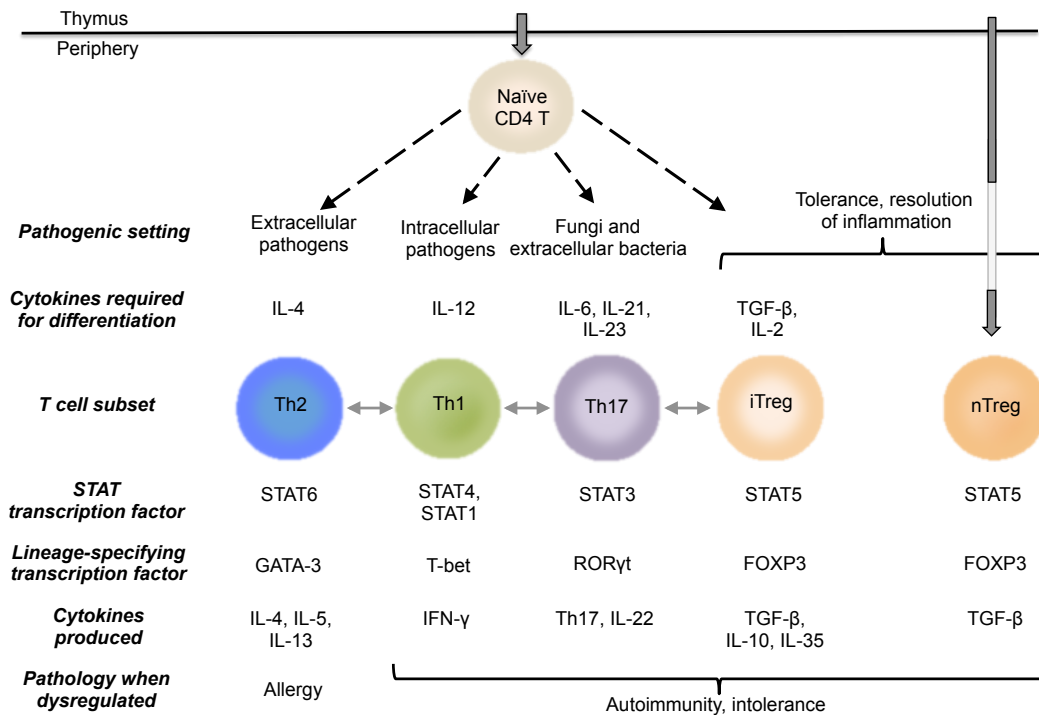 Thymus
Periphery
Naïve
CD4 T
Tolerance, resolution
of inflammation
Pathogenic setting
Extracellular
pathogens
Intracellular
pathogens
Fungi and
extracellular bacteria
Cytokines required
for differentiation
IL-4
IL-12
IL-6, IL-21,
IL-23
TGF-β,
IL-2
T cell subset
Th2
Th1
Th17
iTreg
nTreg
STAT
transcription factor
STAT6
STAT4,
STAT1
STAT3
STAT5
STAT5
Lineage-specifying
transcription factor
GATA-3
T-bet
RORγt
FOXP3
FOXP3
Cytokines
produced
IL-4, IL-5,
IL-13
IFN-γ
Th17, IL-22
TGF-β,
IL-10, IL-35
TGF-β
Pathology when
dysregulated
Allergy
Autoimmunity, intolerance